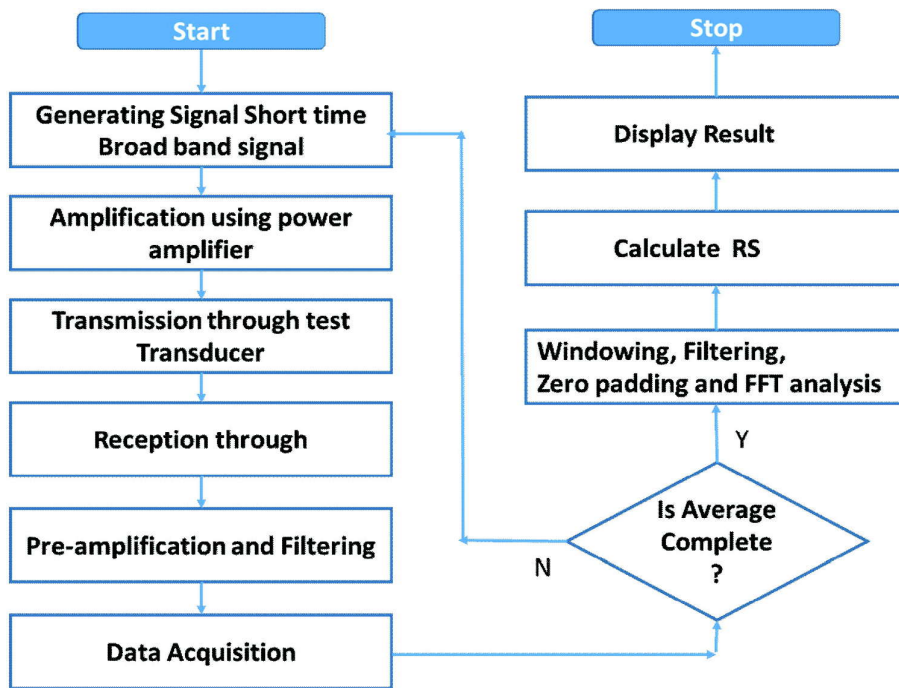 Start
Generating Signal Short time
Broad band signal
Amplification using power
amplifier
Transmission through test
Transducer
Reception through
Pre-amplification and Filtering
Data Acquisition
Is Average
Complete
?
N
Y
Windowing, Filtering,
Zero padding and FFT analysis
Calculate RS
Display Result
Stop